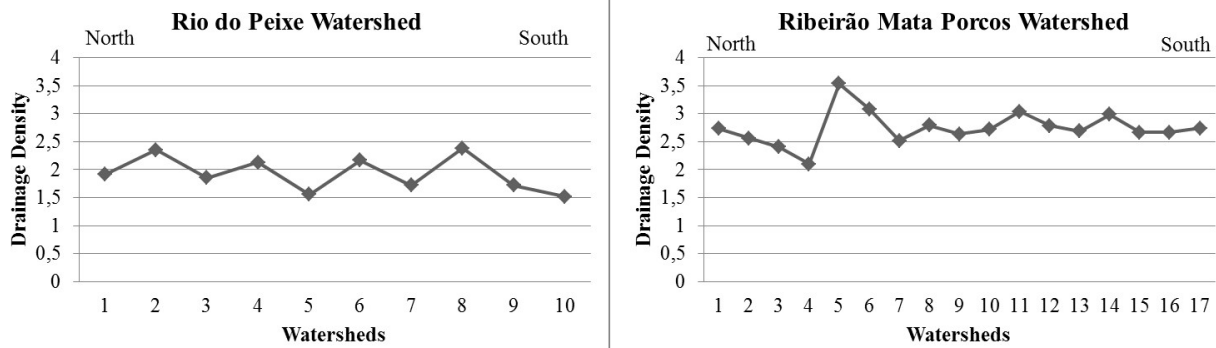 Rio do Peixe Watershed
North
South
4
3,5
3
2,5
2
1,5
1
0,5
0
Drainage Density
1 2 3 4 5 6 7 8 9 10
Watersheds
Ribeirão Mata Porcos Watershed
North
South
4
3,5
3
2,5
2
1,5
1
0,5
0
Drainage Density
1 2 3 4 5 6 7 8 9 10 11 12 13 14 15 16 17
Watersheds